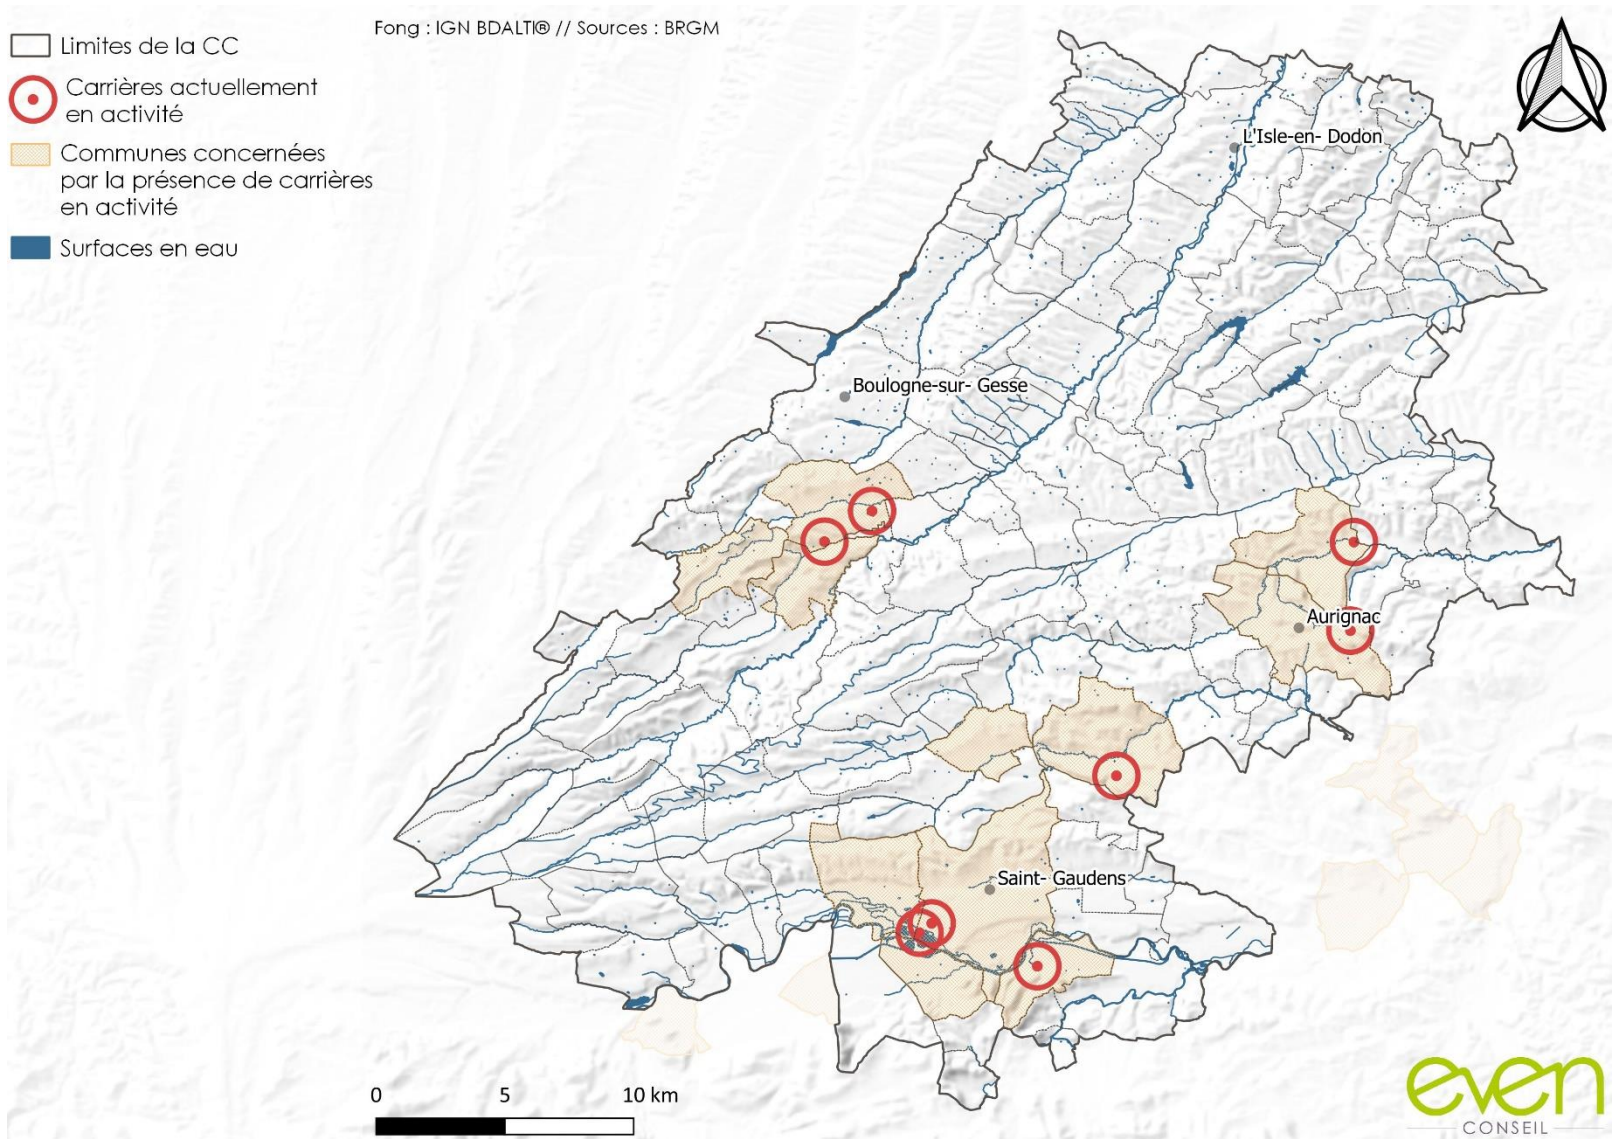 Fong : IGN BDALTI® // Sources : BRGM
Limites de la CC
Carrières actuellement
en activité
Communes concernées
par la présence de carrières
en activité
Surfaces en eau
L'Isle-en- Dodon
Boulogne-sur- Gesse
Aurignac
Saint- Gaudens
0 5 10 km
even
CONSEIL